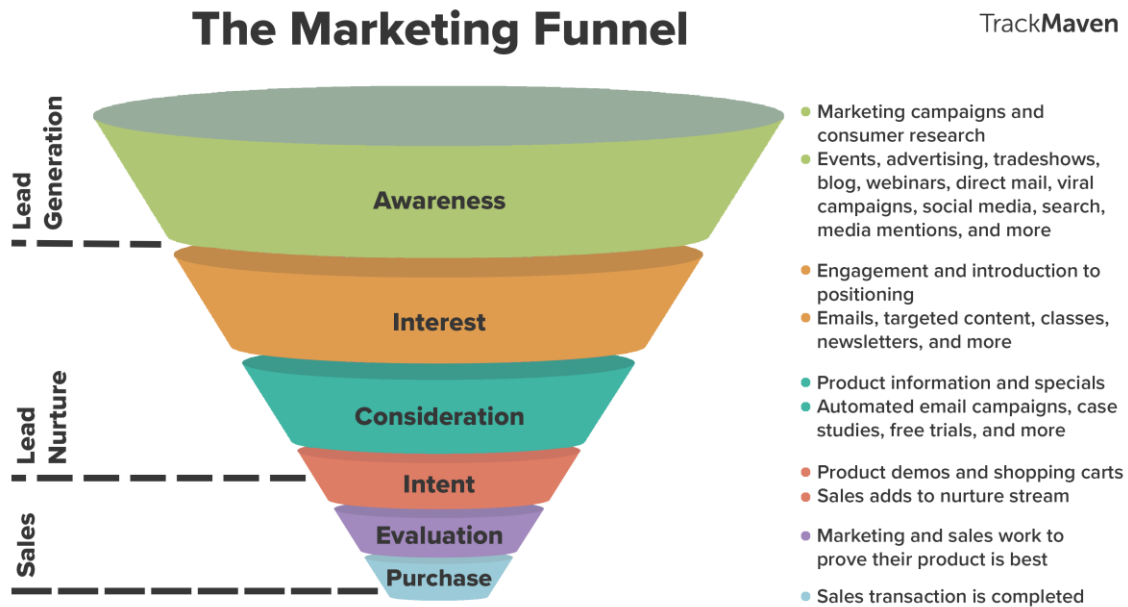 The Marketing Funnel
TrackMaven
Lead
Generation
Awareness
• Marketing campaigns and
consumer research
• Events, advertising, tradeshows,
blog, webinars, direct mail, viral
campaigns, social media, search,
media mentions, and more
Interest
• Engagement and introduction to
positioning
• Emails, targeted content, classes,
newsletters, and more
Lead
Nurture
Consideration
• Product information and specials
• Automated email campaigns, case
studies, free trials, and more
Intent
• Product demos and shopping carts
• Sales adds to nurture stream
Sales
Evaluation
• Marketing and sales work to
prove their product is best
Purchase
• Sales transaction is completed